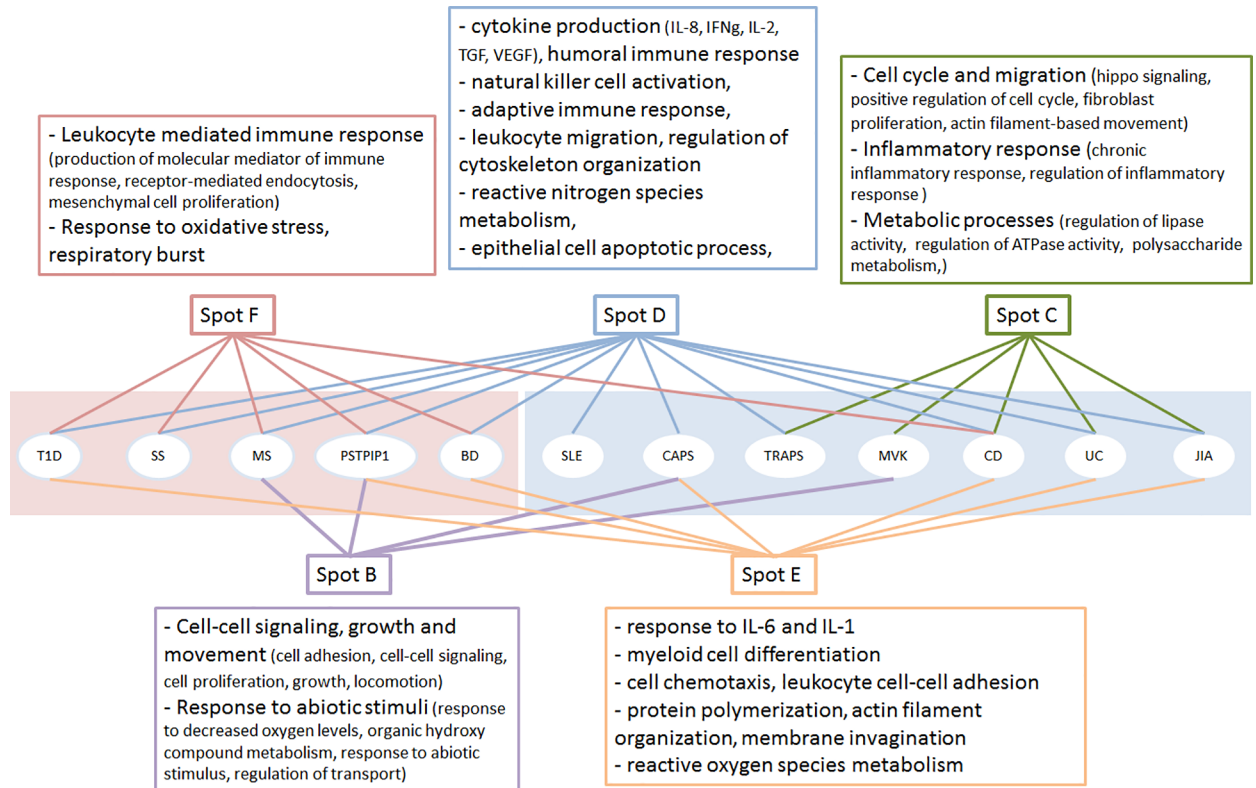 - Leukocyte mediated immune response
(production of molecular mediator of immune
response, receptor-mediated endocytosis,
mesenchymal cell proliferation)
- Response to oxidative stress,
respiratory burst
- cytokine production (IL-8, IFNg, IL-2,
TGF, VEGF), humoral immune response
- natural killer cell activation,
- adaptive immune response,
- leukocyte migration, regulation of
cytoskeleton organization
- reactive nitrogen species
metabolism,
- epithelial cell apoptotic process,
- Cell cycle and migration (hippo signaling,
positive regulation of cell cycle, fibroblast
proliferation, actin filament-based movement)
- Inflammatory response (chronic
inflammatory response, regulation of inflammatory
response )
- Metabolic processes (regulation of lipase
activity, regulation of ATPase activity, polysaccharide
metabolism,)
Spot F
Spot D
Spot C
T1D
SS
MS
PSTPIP1
BD
SLE
CAPS
TRAPS
MVK
CD
UC
JIA
Spot B
Spot E
- Cell-cell signaling, growth and
movement (cell adhesion, cell-cell signaling,
cell proliferation, growth, locomotion)
- Response to abiotic stimuli (response
to decreased oxygen levels, organic hydroxy
compound metabolism, response to abiotic
stimulus, regulation of transport)
- response to IL-6 and IL-1
- myeloid cell differentiation
- cell chemotaxis, leukocyte cell-cell adhesion
- protein polymerization, actin filament
organization, membrane invagination
- reactive oxygen species metabolism